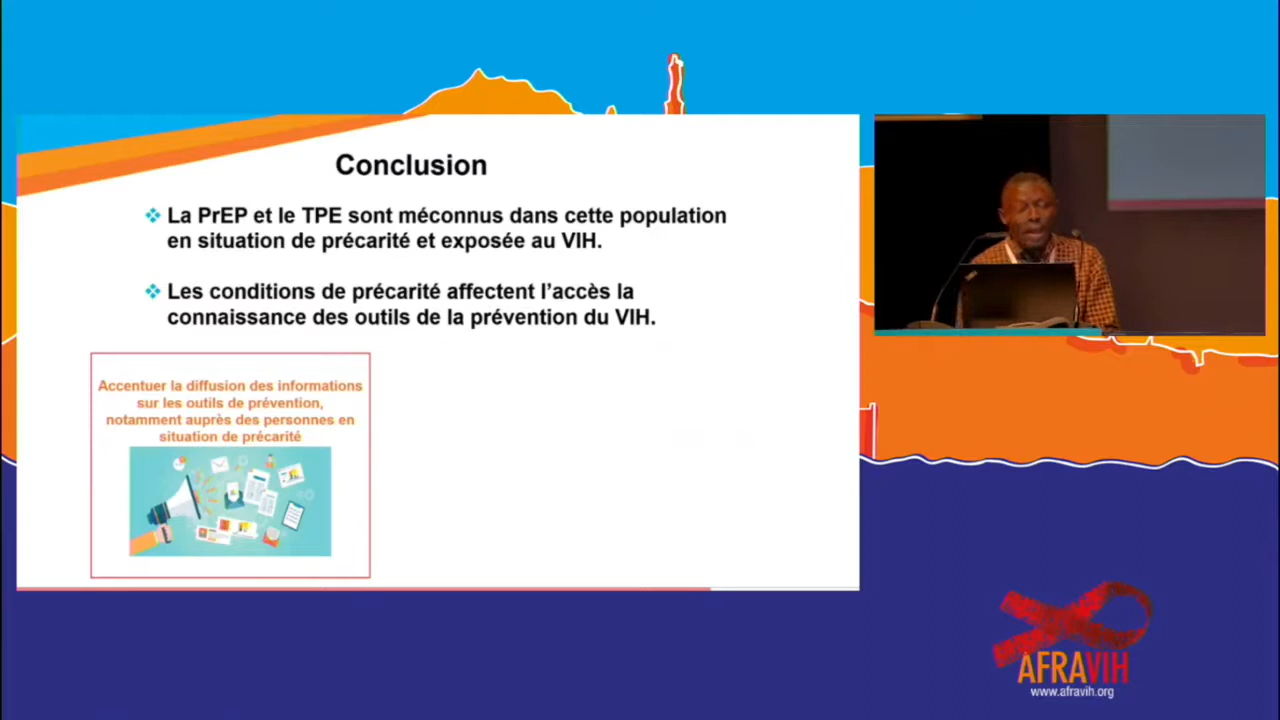 Conclusion
La PrEP et le TPE sont méconnus dans cette population
en situation de précarité et exposée au VIH.
Les conditions de précarité affectent l'accès la
connaissance des outils de la prévention du VIH.
Accentuer la diffusion des informations
sur les outils de prévention,
notamment auprès des personnes en
situation de précarité
AFRAVIH
www.afravih.org